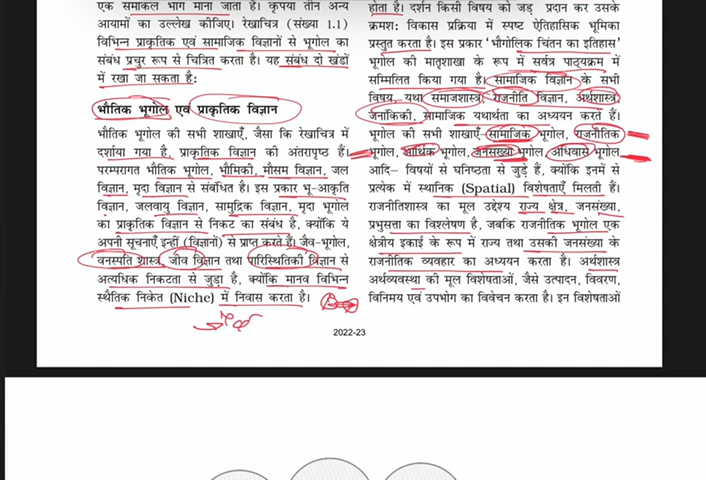 एक समाकल भाग माना जाता है। कृपया तीन अन्य
आयामों का उल्लेख कीजिए। रेखाचित्र (संख्या 1.1)
विभिन्न प्राकृतिक एवं सामाजिक विज्ञानों से भूगोल का
संबंध प्रचुर रूप से चित्रित करता है। यह संबंध दो खंडों
में रखा जा सकता है:
भौतिक भूगोल एवं प्राकृतिक विज्ञान
भौतिक भूगोल की सभी शाखाएँ, जैसा कि रेखाचित्र में
दर्शाया गया है, प्राकृतिक विज्ञान की अंतरापृष्ठ हैं।
परम्परागत भौतिक भूगोल, भौमिकी, मौसम विज्ञान, जल
विज्ञान, मृदा विज्ञान से संबंधित है। इस प्रकार भू-आकृति
विज्ञान, जलवायु विज्ञान, सामुद्रिक विज्ञान, मृदा भूगोल
का प्राकृतिक विज्ञान से निकट का संबंध है, क्योंकि ये
अपनी सूचनाएँ इन्हीं (विज्ञानों) से प्राप्त करते हैं। जैव-भूगोल,
वनस्पति शास्त्र, जीव विज्ञान तथा पारिस्थितिकी विज्ञान से
अत्यधिक निकटता से जुड़ा है, क्योंकि मानव विभिन्न
स्थैतिक निकेत (Niche) में निवास करता है।
होता है। दर्शन किसी विषय को जड़ प्रदान कर उसके
क्रमश: विकास प्रक्रिया में स्पष्ट ऐतिहासिक भूमिका
प्रस्तुत करता है। इस प्रकार 'भौगोलिक चिंतन का इतिहास'
भूगोल की मातृशाखा के रूप में सर्वत्र पाठ्यक्रम में
सम्मिलित किया गया है। सामाजिक विज्ञान के सभी
विषय, यथा समाजशास्त्र, राजनीति विज्ञान, अर्थशास्त्र,
जनांकिकी, सामाजिक यथार्थता का अध्ययन करते हैं।
भूगोल की सभी शाखाएँ– सामाजिक भूगोल, राजनीतिक
भूगोल, आर्थिक भूगोल, जनसंख्या भूगोल, अधिवास भूगोल
आदि– विषयों से घनिष्ठता से जुड़े हैं, क्योंकि इनमें से
प्रत्येक में स्थानिक (Spatial) विशेषताएँ मिलती हैं।
राजनीतिशास्त्र का मूल उद्देश्य राज्य क्षेत्र, जनसंख्या,
प्रभुसत्ता का विश्लेषण है, जबकि राजनीतिक भूगोल एक
क्षेत्रीय इकाई के रूप में राज्य तथा उसकी जनसंख्या के
राजनीतिक व्यवहार का अध्ययन करता है। अर्थशास्त्र
अर्थव्यवस्था की मूल विशेषताओं, जैसे उत्पादन, विवरण,
विनिमय एवं उपभोग का विवेचन करता है। इन विशेषताओं
2022-23